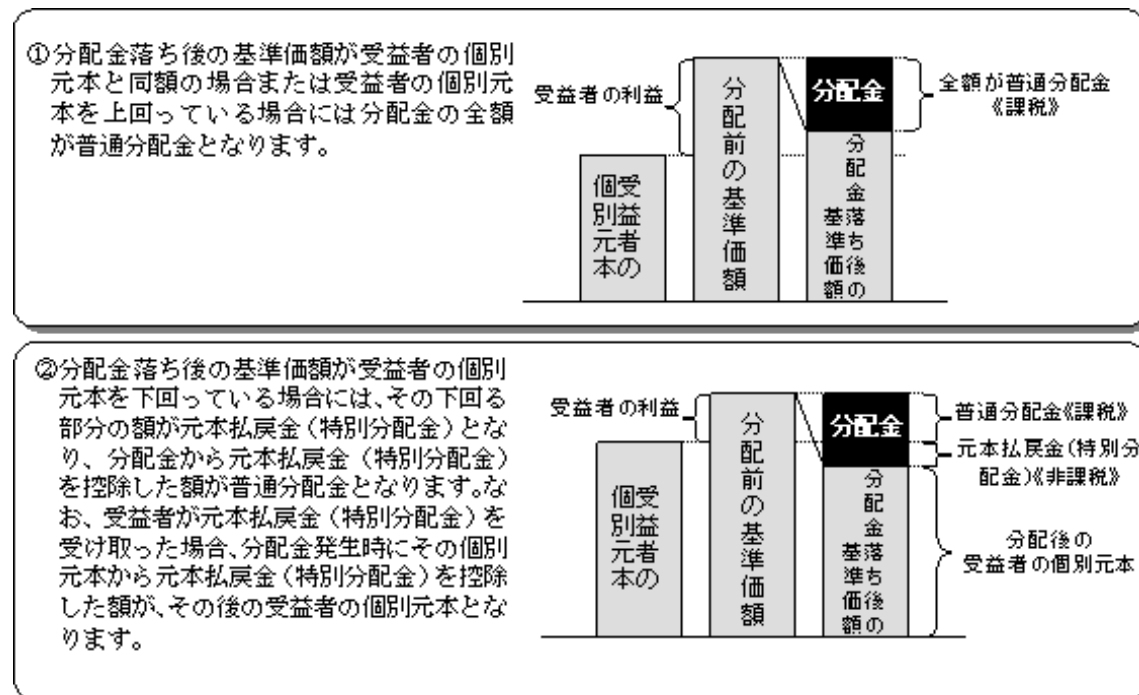 ①分配金落ち後の基準価額が受益者の個別
元本と同額の場合または受益者の個別元
本を上回っている場合には分配金の全額
が普通分配金となります。
受益者の利益
受益者の
個別元本
分配前の基準価額
分配金
分配金落ち後の
基準価額
全額が普通分配金
《課税》
②分配金落ち後の基準価額が受益者の個別
元本を下回っている場合には、その下回る
部分の額が元本払戻金（特別分配金）とな
り、分配金から元本払戻金（特別分配金）
を控除した額が普通分配金となります。な
お、受益者が元本払戻金（特別分配金）を
受け取った場合、分配金発生時にその個別
元本から元本払戻金（特別分配金）を控除
した額が、その後の受益者の個別元本とな
ります。
受益者の利益
受益者の
個別元本
分配前の基準価額
分配金
分配金落ち後の
基準価額
普通分配金《課税》
元本払戻金(特別分
配金)《非課税》
分配後の
受益者の個別元本